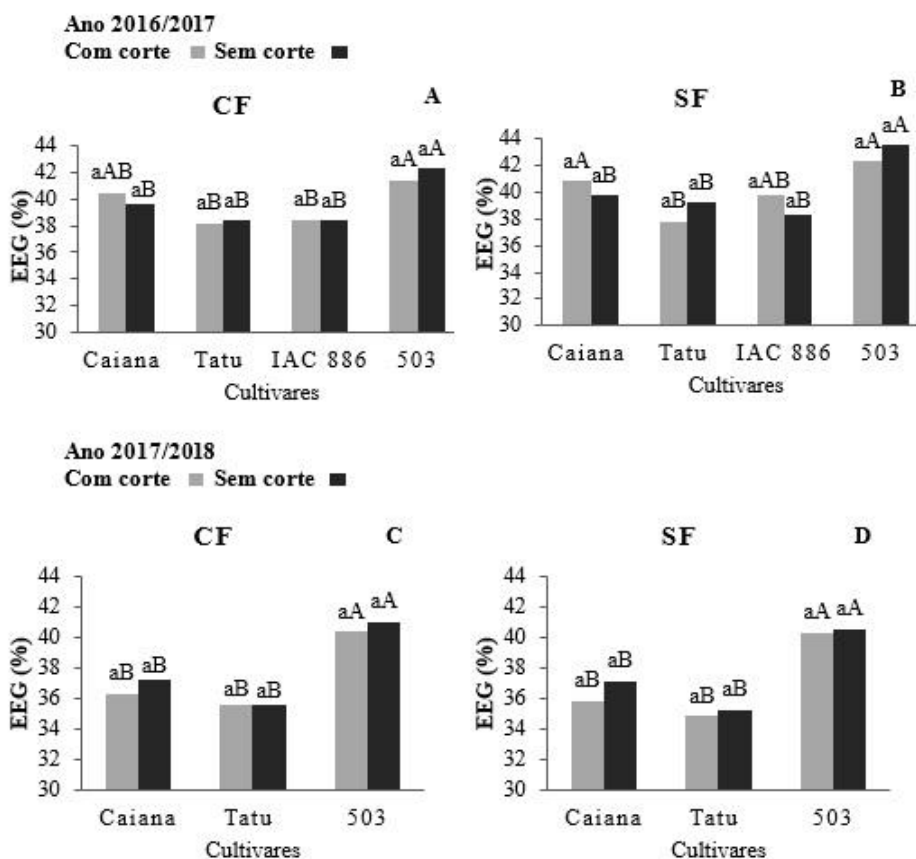 Ano 2016/2017
Com corte Sem corte
CF A
EEG (%)
44
42
40
38
36
34
32
30
aAB aB aB aB aB aB aA aA
Caiana Tatu IAC 886 503
Cultivares
SF B
EEG (%)
44
42
40
38
36
34
32
30
aA aB aB aB aAB aB aA aA
Caiana Tatu IAC 886 503
Cultivares
Ano 2017/2018
Com corte Sem corte
CF C
EEG (%)
44
42
40
38
36
34
32
30
aB aB aB aB aA aA
Caiana Tatu 503
Cultivares
SF D
EEG (%)
44
42
40
38
36
34
32
30
aB aB aB aB aA aA
Caiana Tatu 503
Cultivares